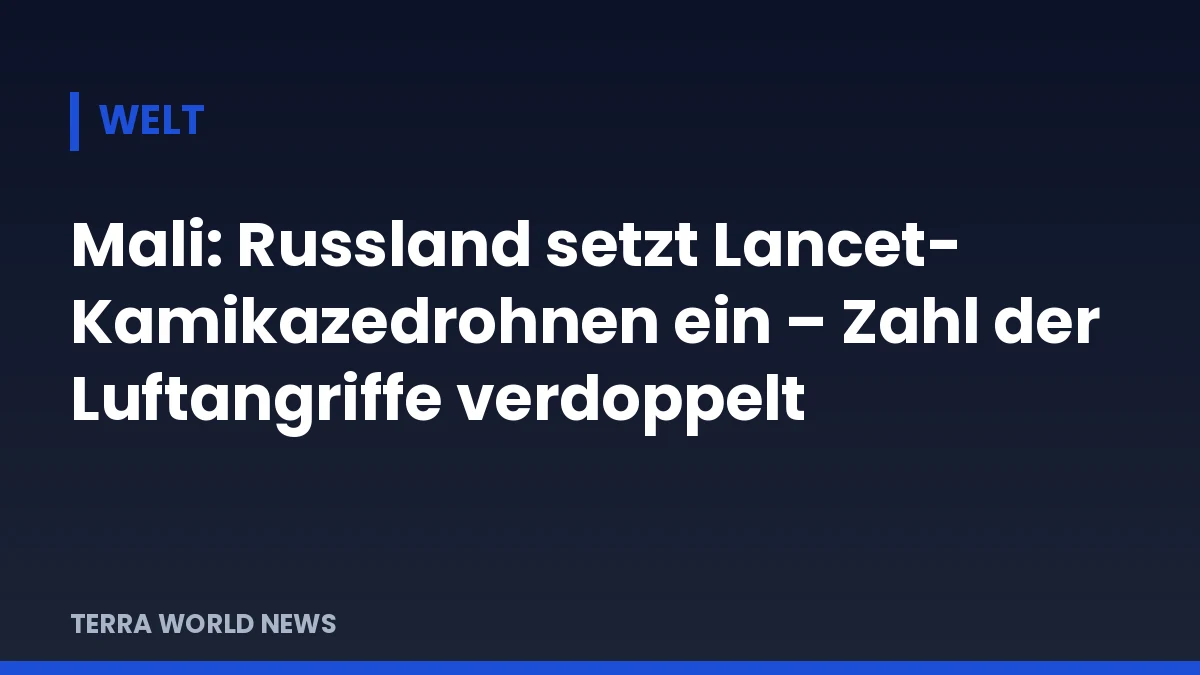 WELT
Mali: Russland setzt Lancet-
Kamikazedrohnen ein – Zahl der
Luftangriffe verdoppelt
TERRA WORLD NEWS